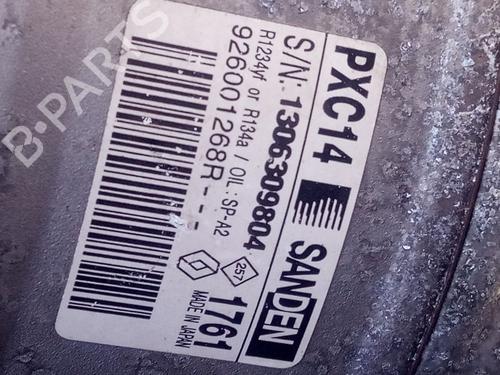 PXC14 SANDEN
S/N: 1306309804
R1234yf or R134a / OIL: SP-A2
926001268R---
257
1761
MADE IN JAPAN
B-PARTS